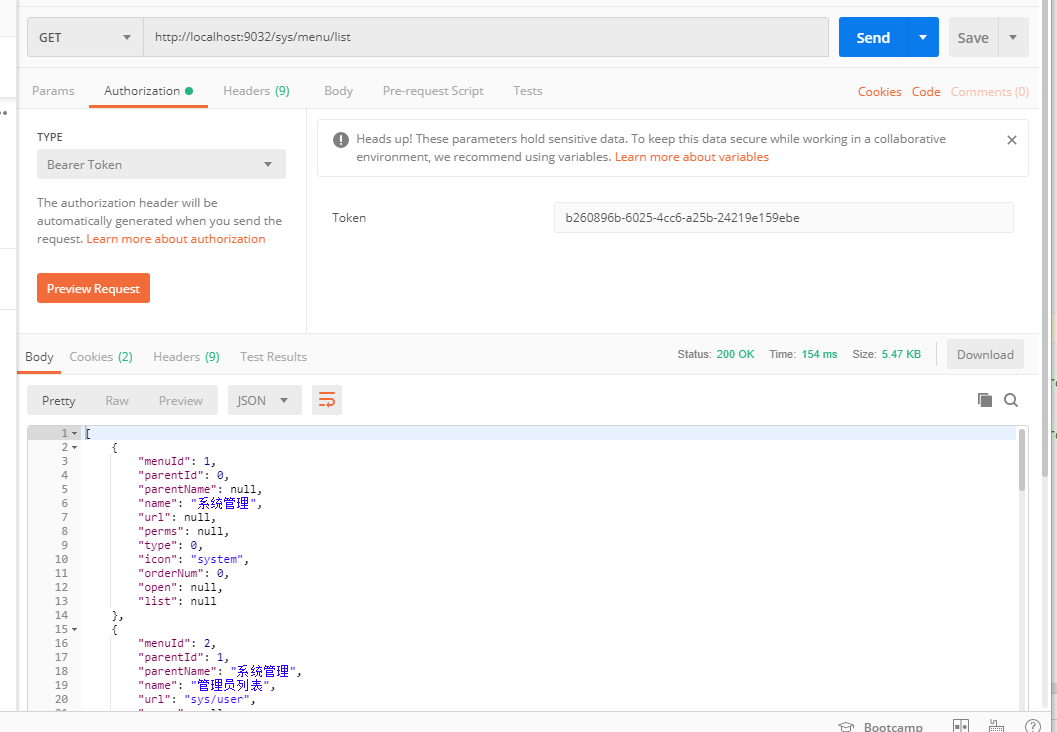 GET http://localhost:9032/sys/menu/list Send Save
Params Authorization Headers (9) Body Pre-request Script Tests Cookies Code Comments (0)
TYPE
Bearer Token
The authorization header will be
automatically generated when you send the
request. Learn more about authorization
Preview Request
Heads up! These parameters hold sensitive data. To keep this data secure while working in a collaborative
environment, we recommend using variables. Learn more about variables
Token b260896b-6025-4cc6-a25b-24219e159ebe
Body Cookies (2) Headers (9) Test Results Status: 200 OK Time: 154 ms Size: 5.47 KB Download
Pretty Raw Preview JSON
1 [
2 {
3 "menuId": 1,
4 "parentId": 0,
5 "parentName": null,
6 "name": "系统管理",
7 "url": null,
8 "perms": null,
9 "type": 0,
10 "icon": "system",
11 "orderNum": 0,
12 "open": null,
13 "list": null
14 },
15 {
16 "menuId": 2,
17 "parentId": 1,
18 "parentName": "系统管理",
19 "name": "管理员列表",
20 "url": "sys/user",
Bootcamp